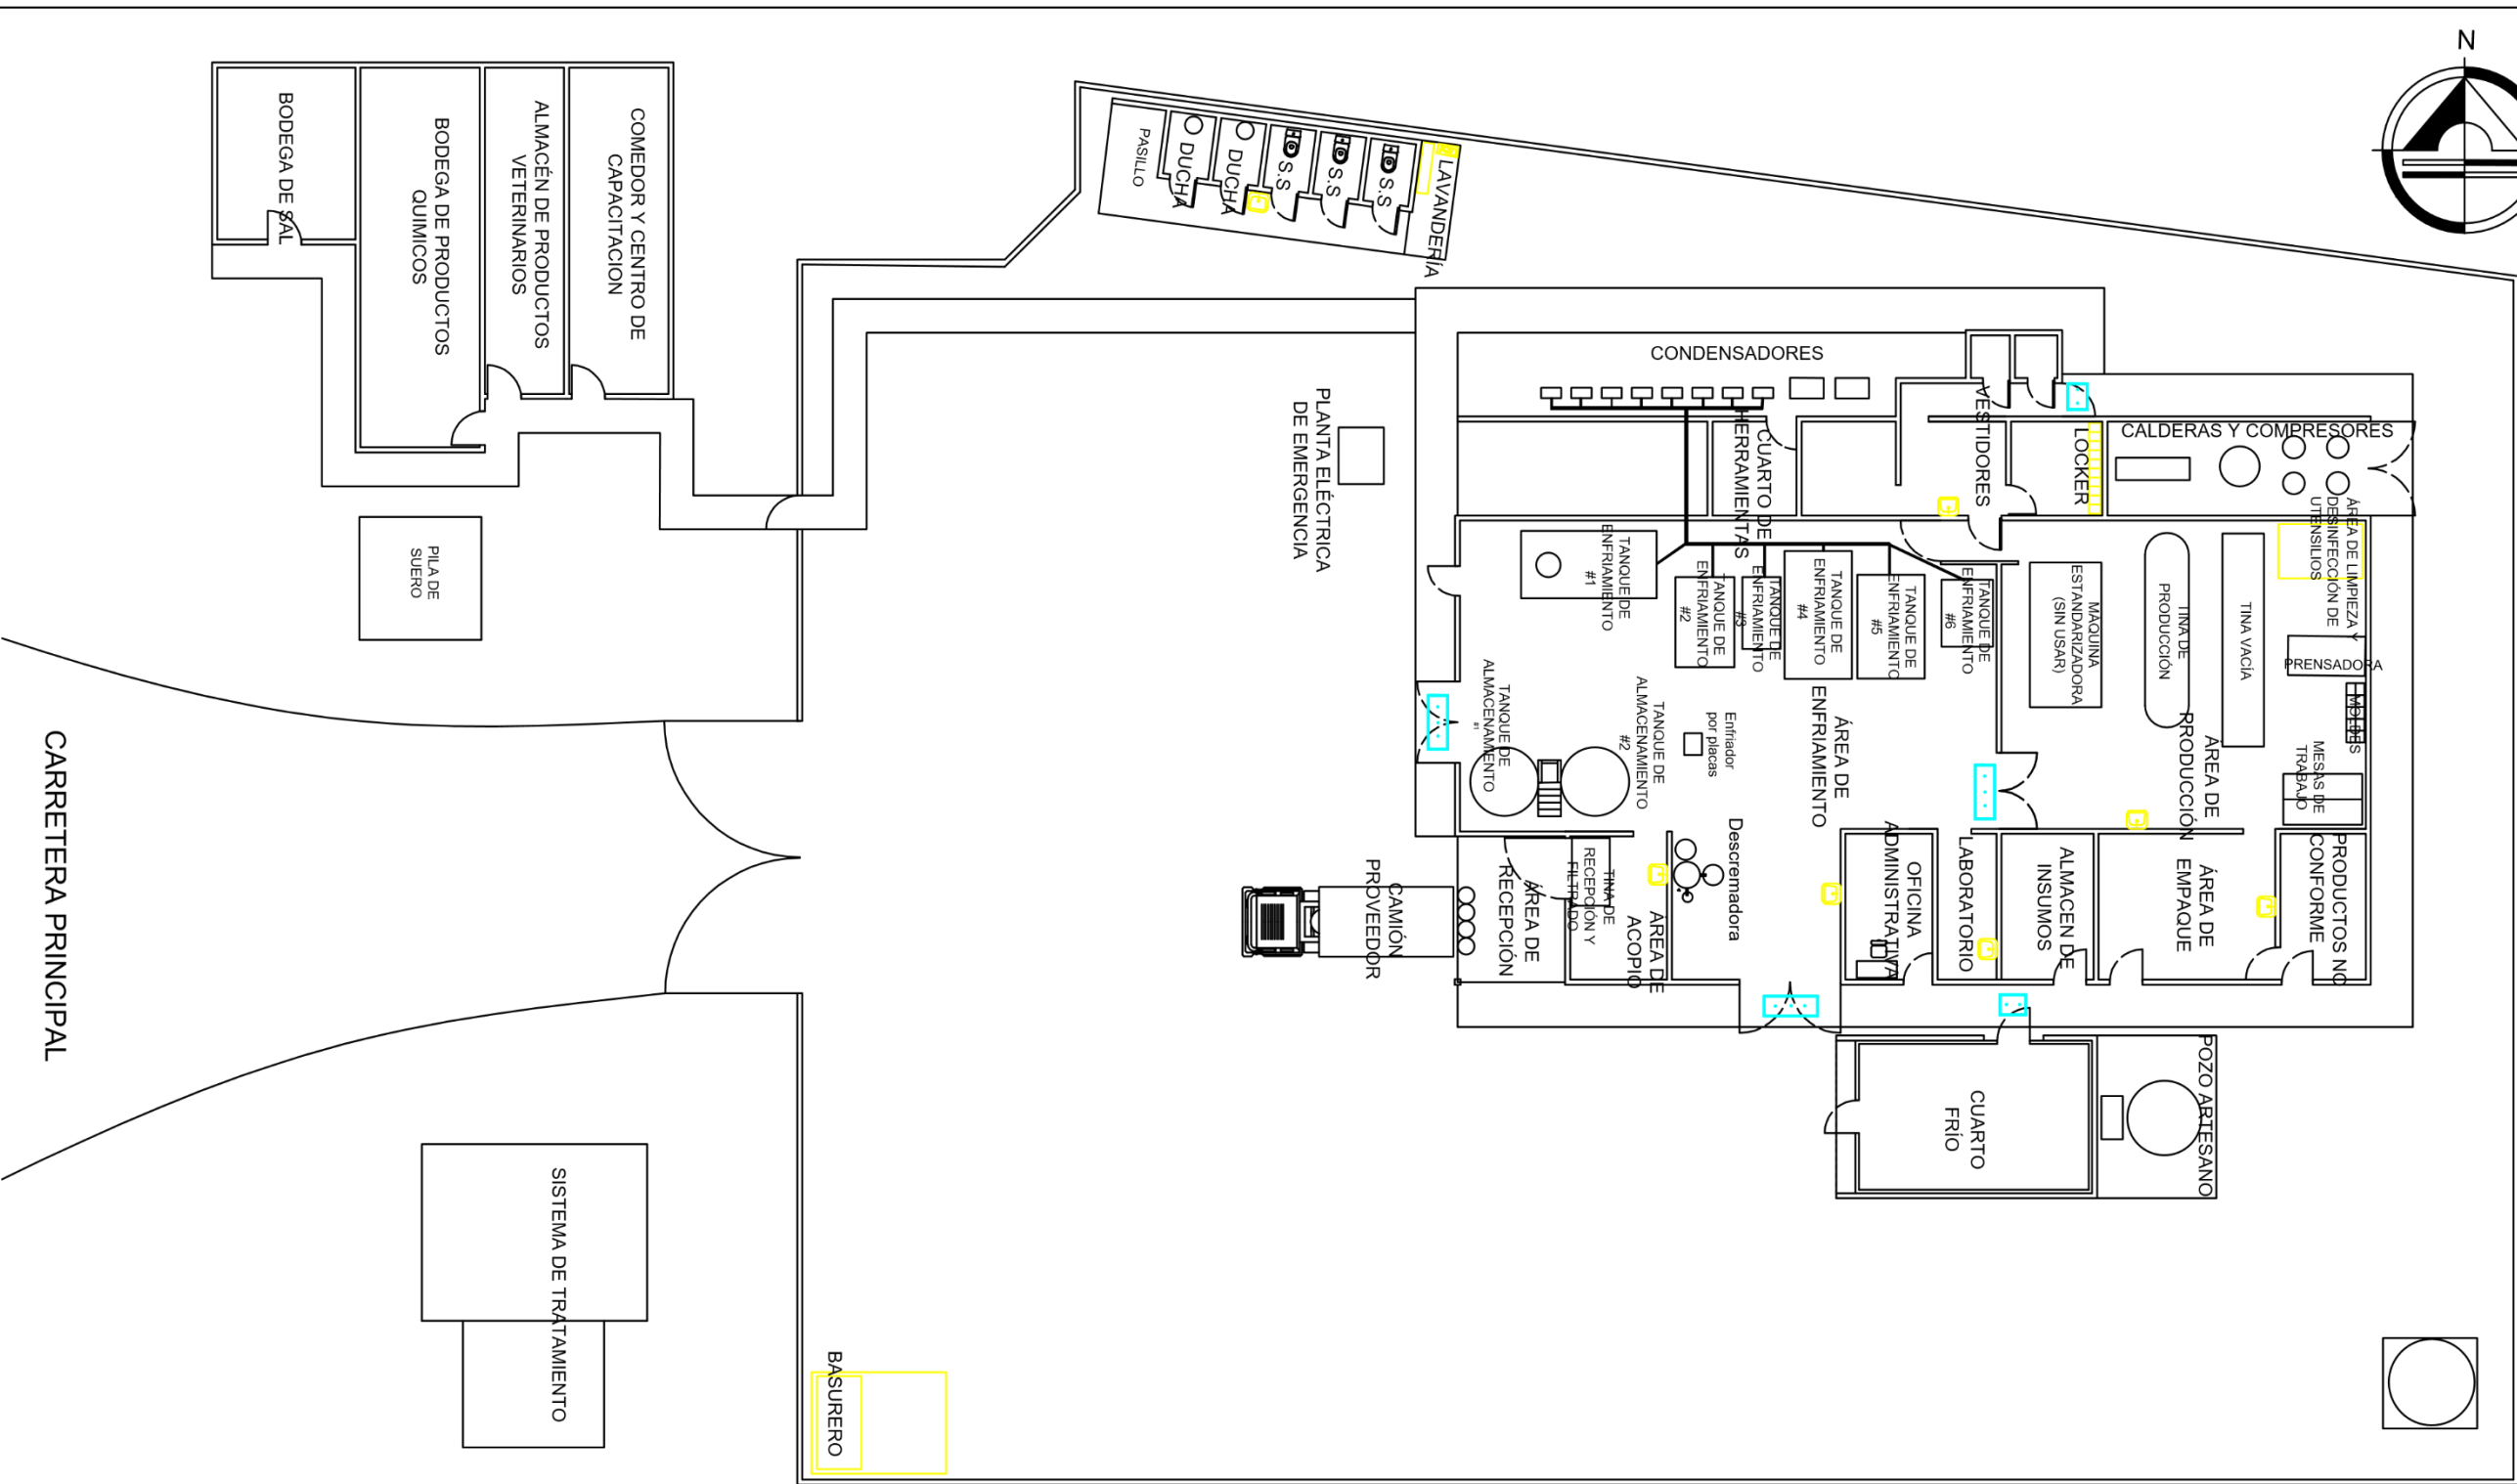 N
BODEGA DE SAL
BODEGA DE PRODUCTOS
QUIMICOS
ALMACÉN DE PRODUCTOS
VETERINARIOS
COMEDOR Y CENTRO DE
CAPACITACION
PASILLO
DUCHA
DUCHA
S.S
S.S
S.S
LAVANDERÍA
CONDENSADORES
PLANTA ELÉCTRICA
DE EMERGENCIA
CUARTO DE
HERRAMIENTAS
VESTIDORES
LOCKER
CALDERAS Y COMPRESORES
ÁREA DE LIMPIEZA Y
DESINFECCIÓN DE
UTENSILIOS
PILA DE
SUERO
TANQUE DE
ENFRIAMIENTO
#1
TANQUE DE
ENFRIAMIENTO
#2
TANQUE DE
ENFRIAMIENTO
#3
TANQUE DE
ENFRIAMIENTO
#4
TANQUE DE
ENFRIAMIENTO
#5
TANQUE DE
ENFRIAMIENTO
#6
MÁQUINA
ESTANDARIZADORA
(SIN USAR)
TINA DE
PRODUCCIÓN
TINA VACÍA
PRENSADORA
MOLDES
MESAS DE
TRABAJO
TANQUE DE
ALMACENAMIENTO
#1
TANQUE DE
ALMACENAMIENTO
#2
Enfriador
por placas
ÁREA DE
ENFRIAMIENTO
ÁREA DE
PRODUCCIÓN
CARRETERA PRINCIPAL
CAMIÓN
PROVEEDOR
ÁREA DE
RECEPCIÓN
TINA DE
RECEPCIÓN Y
FILTRADO
ÁREA DE
ACOPIO
Descremadora
OFICINA
ADMINISTRATIVA
LABORATORIO
ALMACEN DE
INSUMOS
ÁREA DE
EMPAQUE
PRODUCTOS NO
CONFORME
CUARTO
FRÍO
POZO ARTESANO
SISTEMA DE TRATAMIENTO
BASURERO